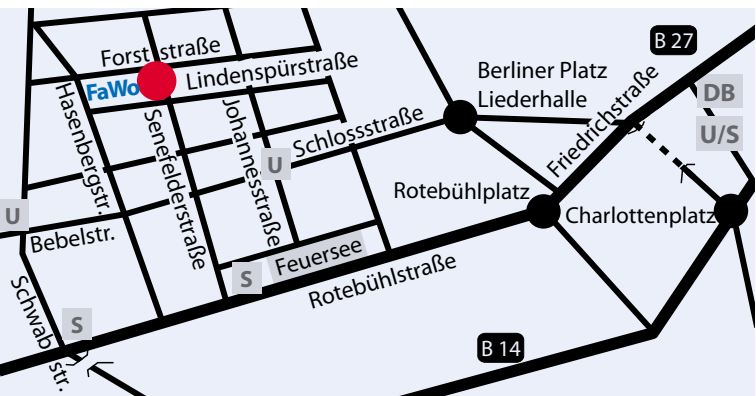 B 27
Forststraße
Lindenspürstraße
FaWo
Berliner Platz
Liederhalle
DB
U/S
Hasenbergstr.
Senefelderstraße
Johannesstraße
Schlossstraße
Friedrichstraße
U
Rotebühlplatz
Charlottenplatz
U
Bebelstr.
Feuersee
S
Rotebühlstraße
Schwabstr.
S
B 14